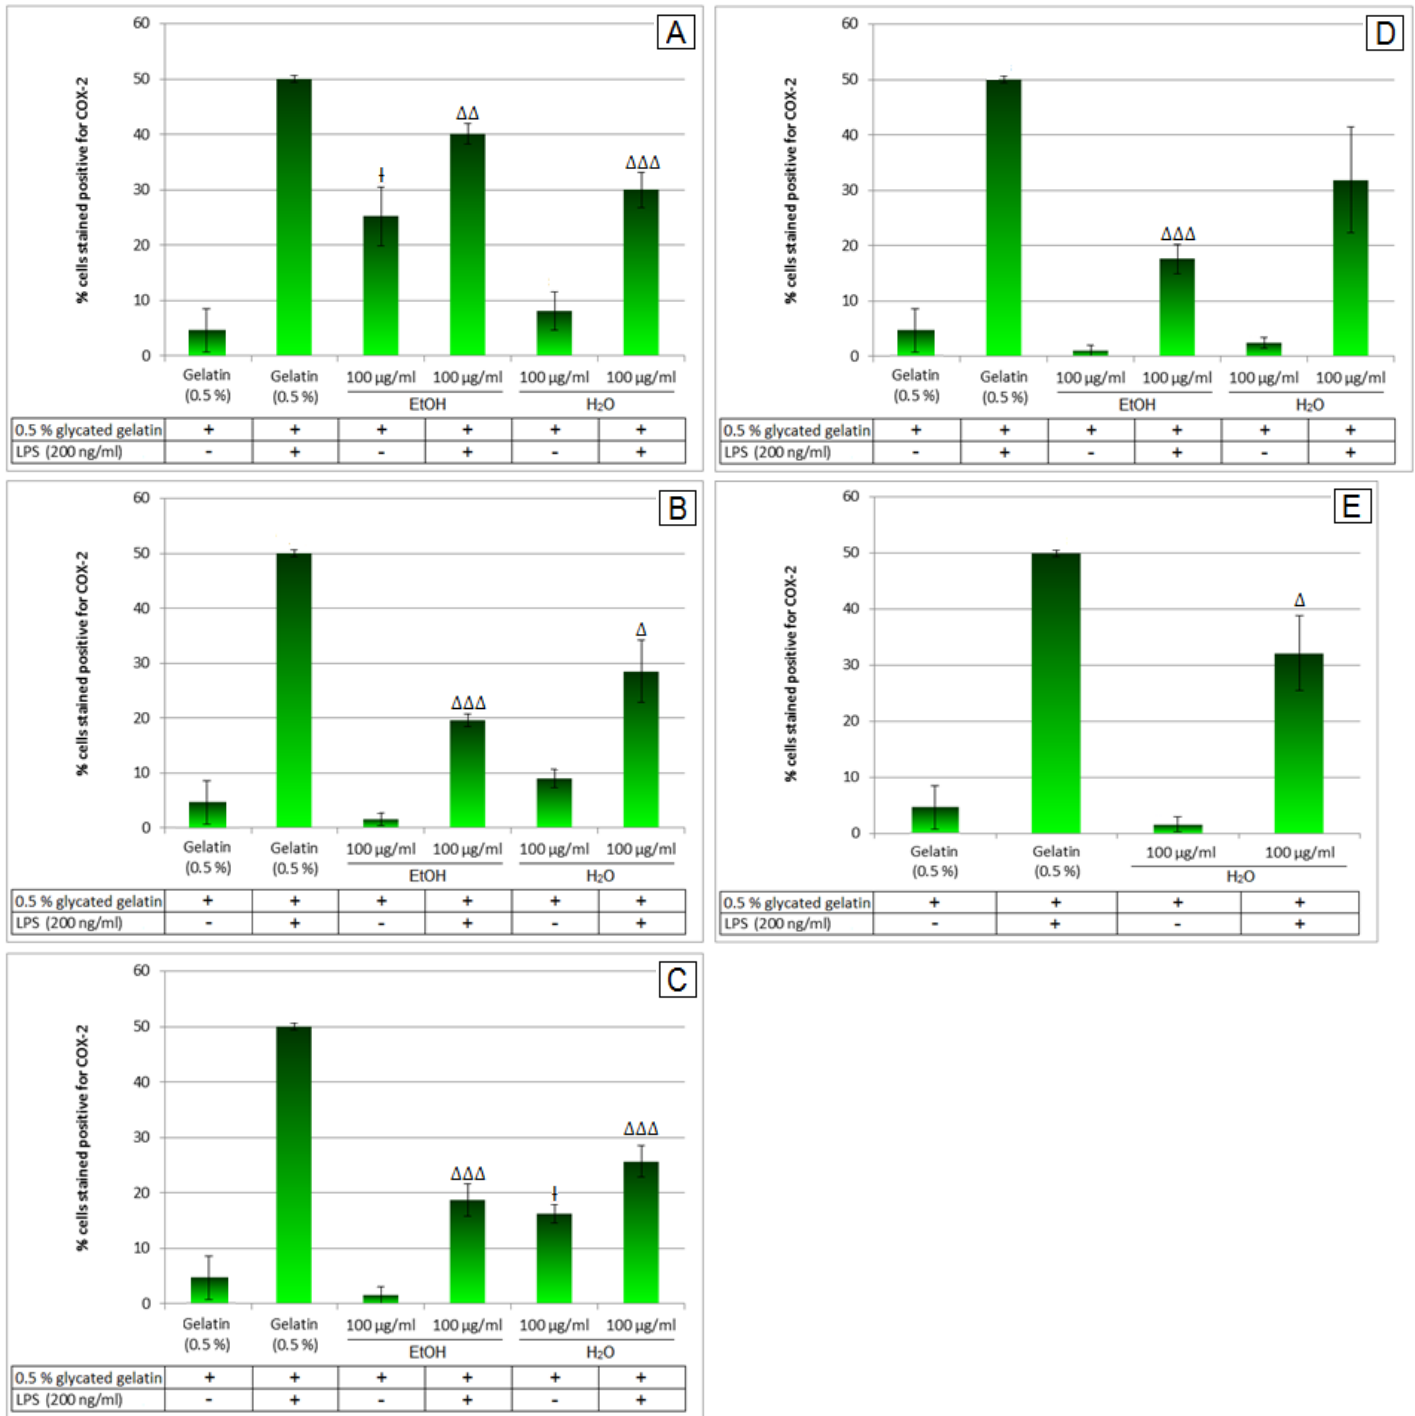 A
% cells stained positive for COX-2
60
50
40
30
20
10
0
ƚ
ΔΔ
ΔΔΔ
Gelatin (0.5 %)
Gelatin (0.5 %)
100 µg/ml
100 µg/ml
100 µg/ml
100 µg/ml
EtOH
H₂O
0.5 % glycated gelatin + + + + + +
LPS (200 ng/ml) - + - + - +
D
% cells stained positive for COX-2
60
50
40
30
20
10
0
ΔΔΔ
Gelatin (0.5 %)
Gelatin (0.5 %)
100 µg/ml
100 µg/ml
100 µg/ml
100 µg/ml
EtOH
H₂O
0.5 % glycated gelatin + + + + + +
LPS (200 ng/ml) - + - + - +
B
% cells stained positive for COX-2
60
50
40
30
20
10
0
ΔΔΔ
Δ
Gelatin (0.5 %)
Gelatin (0.5 %)
100 µg/ml
100 µg/ml
100 µg/ml
100 µg/ml
EtOH
H₂O
0.5 % glycated gelatin + + + + + +
LPS (200 ng/ml) - + - + - +
E
% cells stained positive for COX-2
60
50
40
30
20
10
0
Δ
Gelatin (0.5 %)
Gelatin (0.5 %)
100 µg/ml
100 µg/ml
H₂O
0.5 % glycated gelatin + + + +
LPS (200 ng/ml) - + - +
C
% cells stained positive for COX-2
60
50
40
30
20
10
0
ΔΔΔ
ƚ
ΔΔΔ
Gelatin (0.5 %)
Gelatin (0.5 %)
100 µg/ml
100 µg/ml
100 µg/ml
100 µg/ml
EtOH
H₂O
0.5 % glycated gelatin + + + + + +
LPS (200 ng/ml) - + - + - +